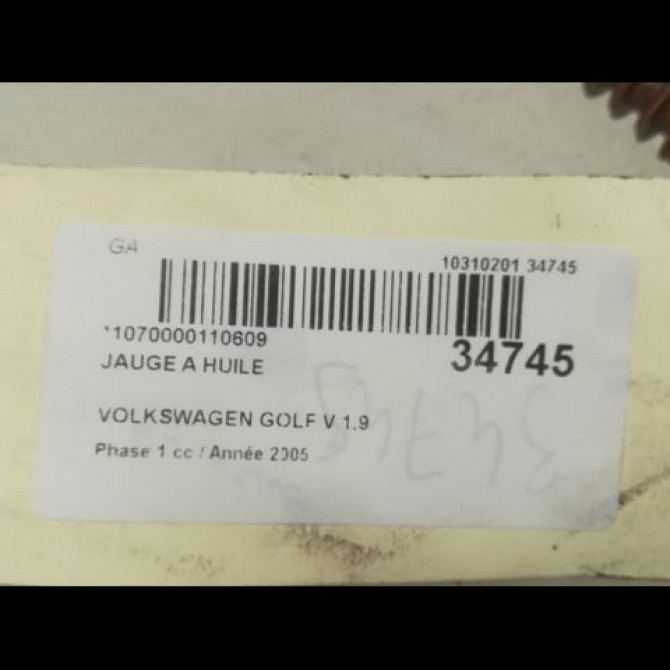 GA
10310201 34745
*1070000110609
34745
JAUGE A HUILE
VOLKSWAGEN GOLF V 1.9
Phase 1 cc / Année 2005